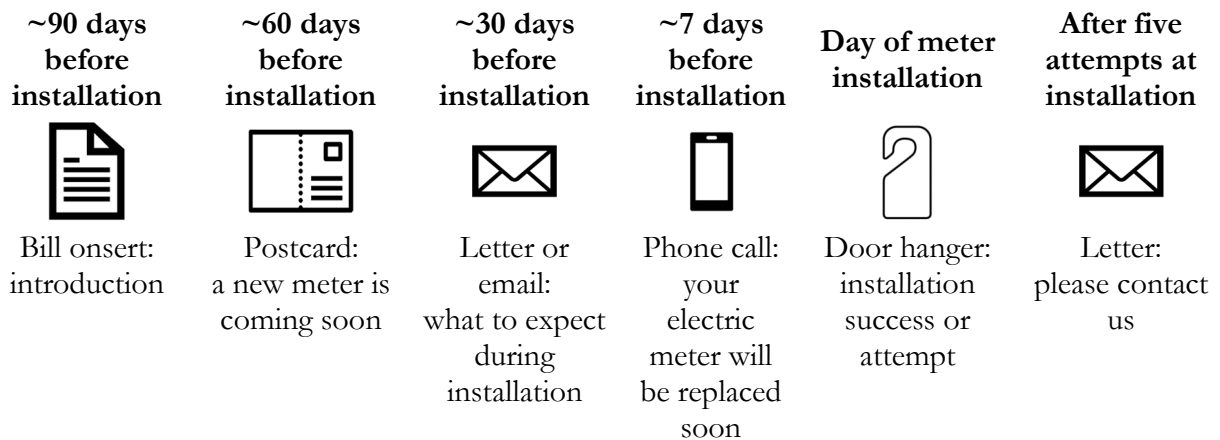 ~90 days
before
installation
~60 days
before
installation
~30 days
before
installation
~7 days
before
installation
Day of meter
installation
After five
attempts at
installation
Bill onsert:
introduction
Postcard:
a new meter is
coming soon
Letter or
email:
what to expect
during
installation
Phone call:
your
electric
meter will
be replaced
soon
Door hanger:
installation
success or
attempt
Letter:
please contact
us